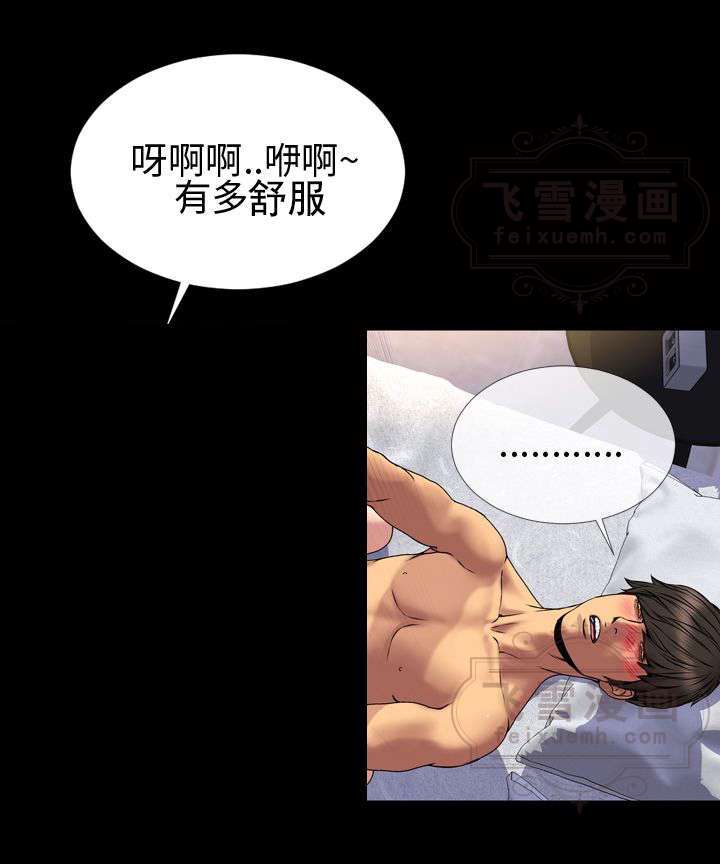 呀啊啊..咿啊~
有多舒服
飞雪漫画
feixuemh.com
............
飞雪漫画
feixuemh.com